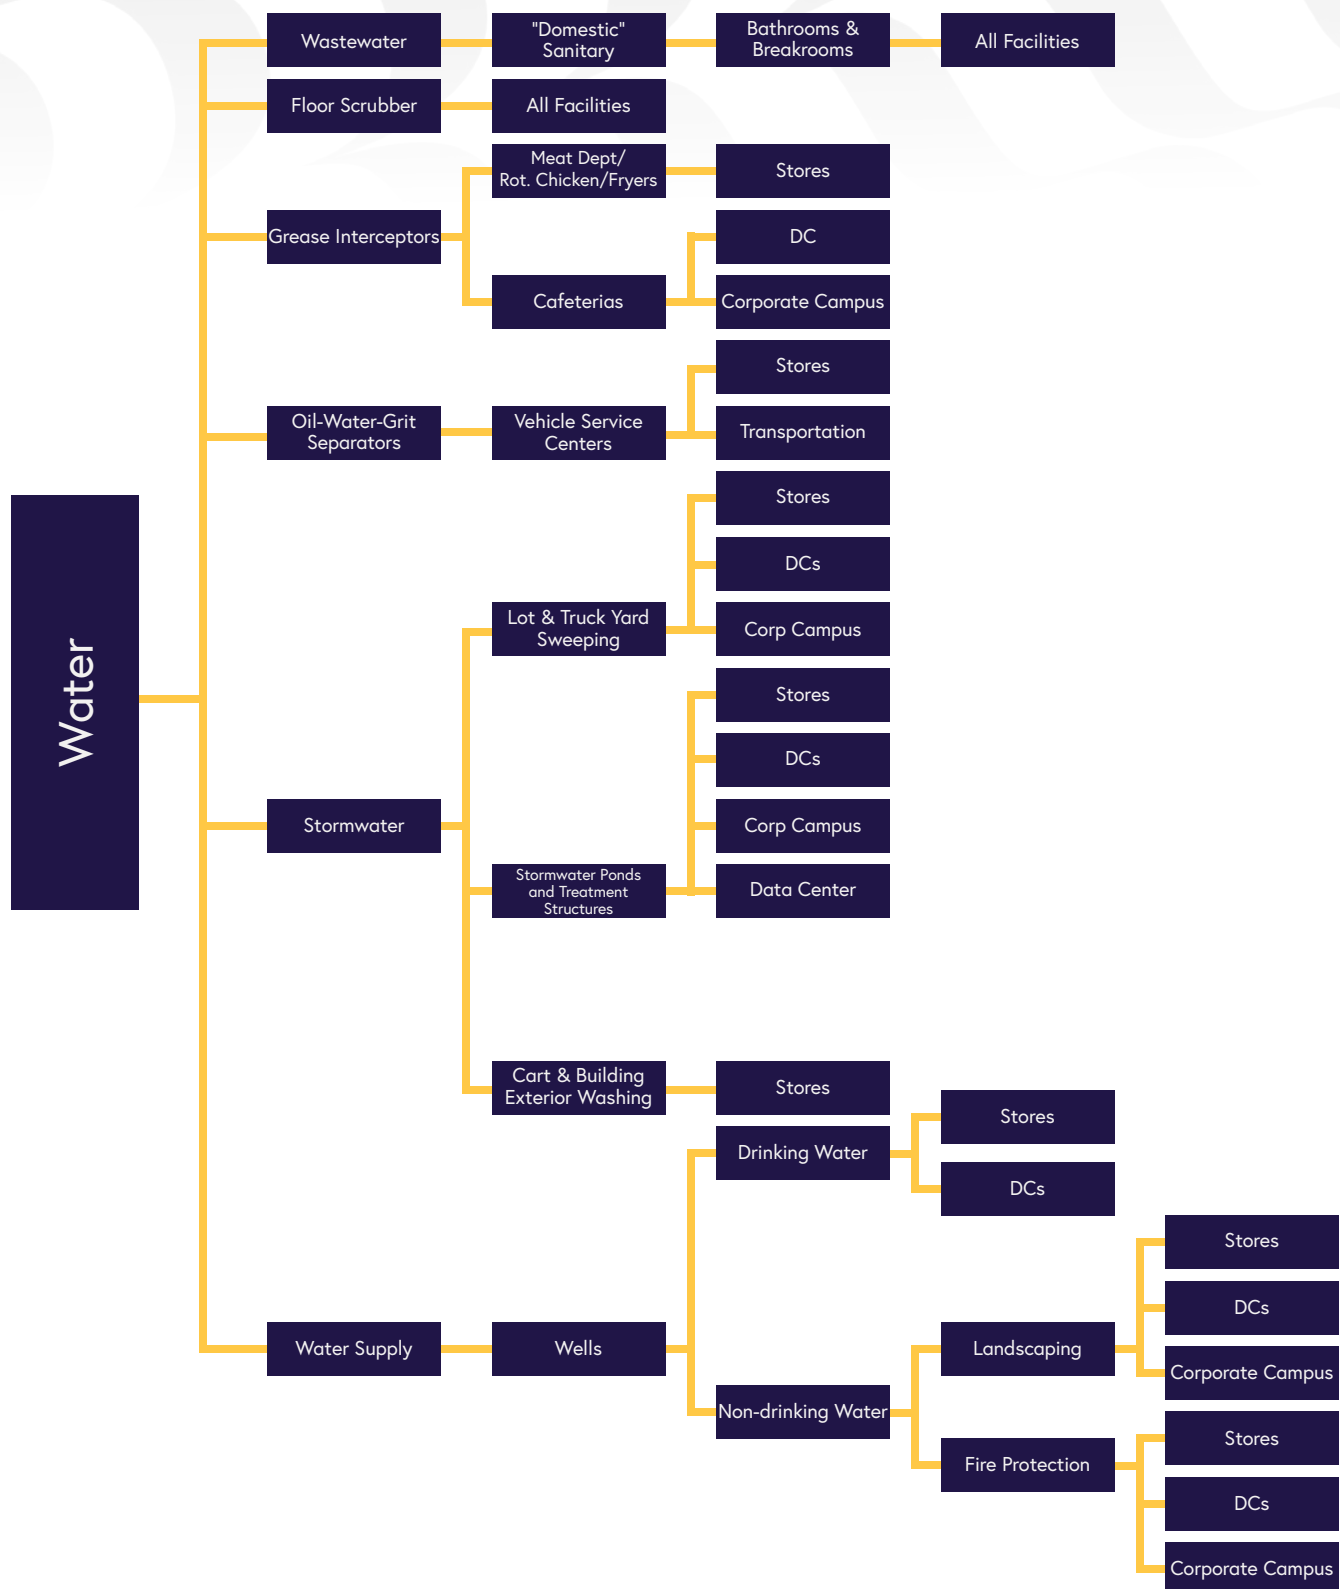 Wastewater
"Domestic"
Sanitary
Bathrooms &
Breakrooms
All Facilities
Floor Scrubber
All Facilities
Meat Dept/
Rot. Chicken/Fryers
Stores
Grease Interceptors
DC
Cafeterias
Corporate Campus
Stores
Oil-Water-Grit
Separators
Vehicle Service
Centers
Transportation
Stores
DCs
Lot & Truck Yard
Sweeping
Corp Campus
Stores
DCs
Water
Stormwater
Corp Campus
Stormwater Ponds
and Treatment
Structures
Data Center
Cart & Building
Exterior Washing
Stores
Drinking Water
Stores
DCs
Water Supply
Wells
Non-drinking Water
Landscaping
Stores
DCs
Corporate Campus
Fire Protection
Stores
DCs
Corporate Campus